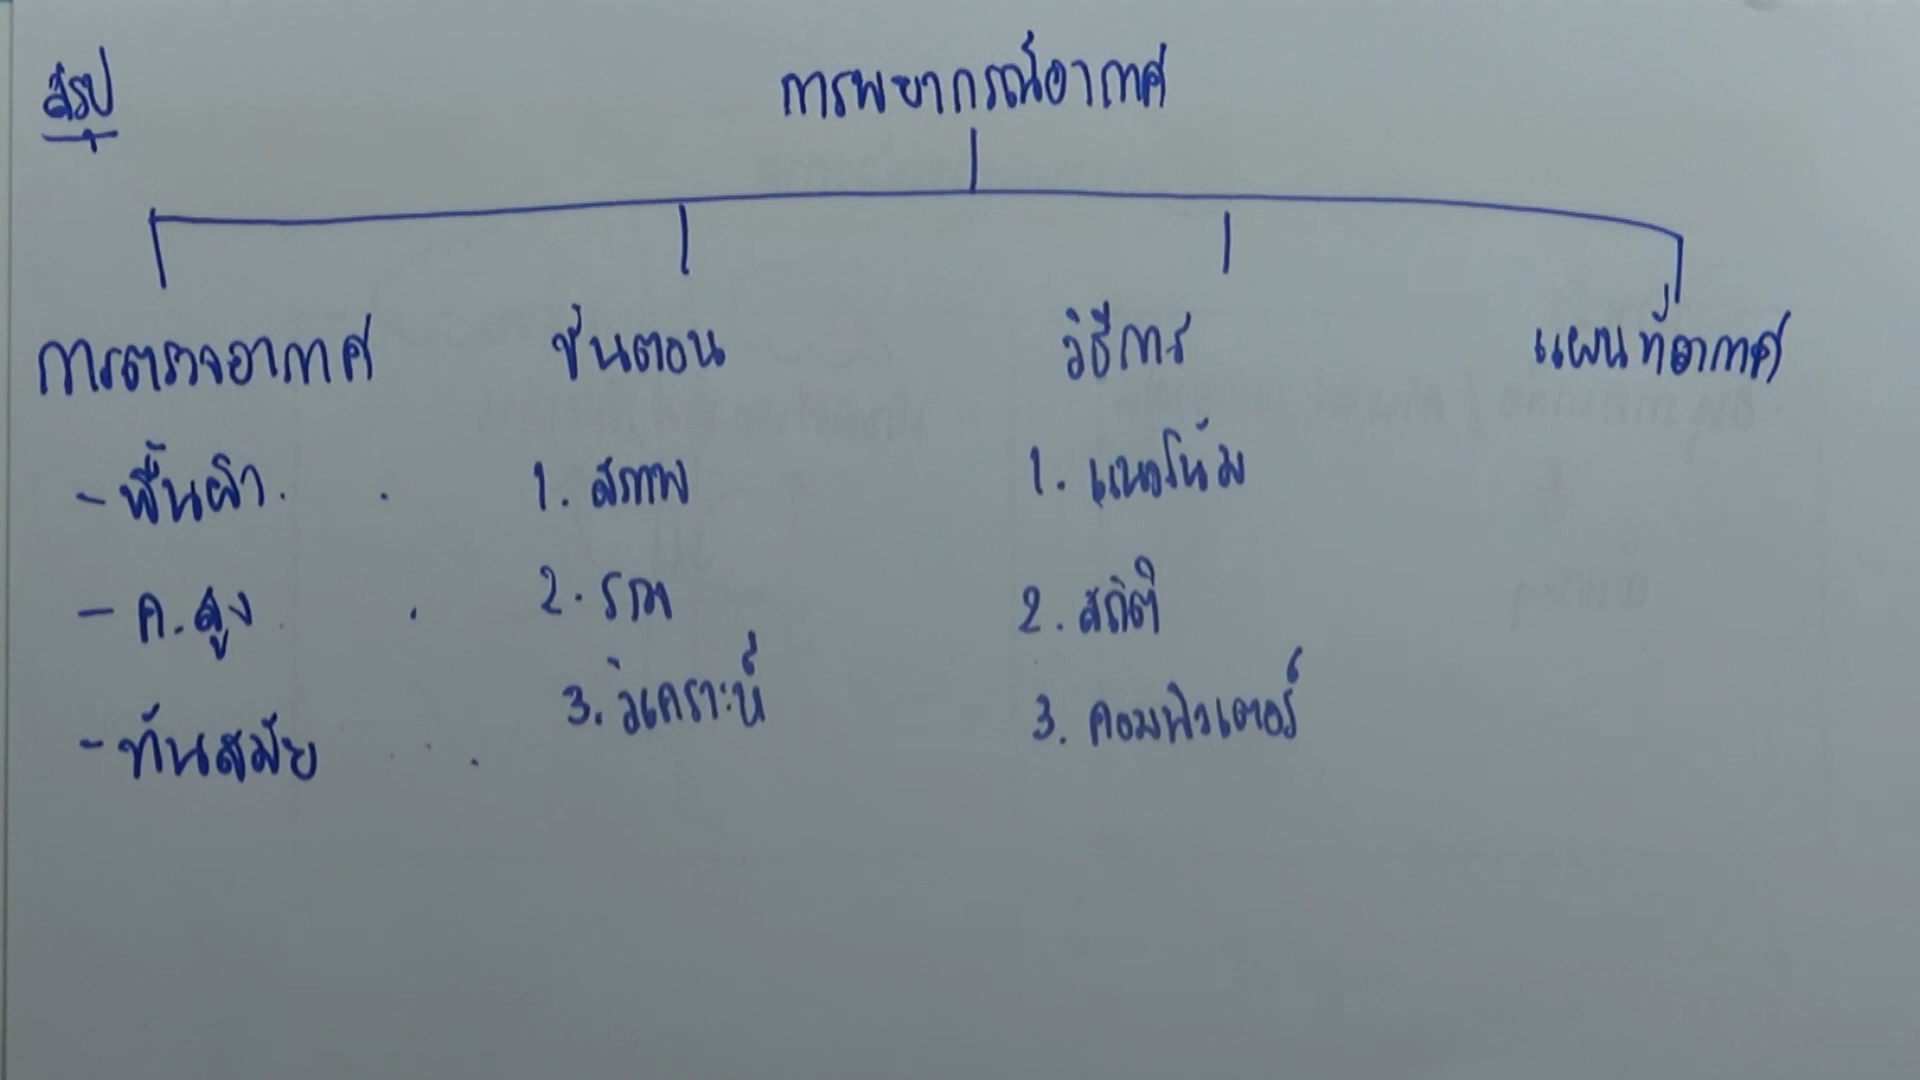 สรุป
การพยากรณ์อากาศ
การตรวจอากาศ
- พื้นผิว
- ค.สูง
- ทันสมัย
ขั้นตอน
1. สภาพ
2.
3. วิเคราะห์
วิธีการ
1. แนวโน้ม
2. สถิติ
3. คอมพิวเตอร์
แผนที่อากาศ